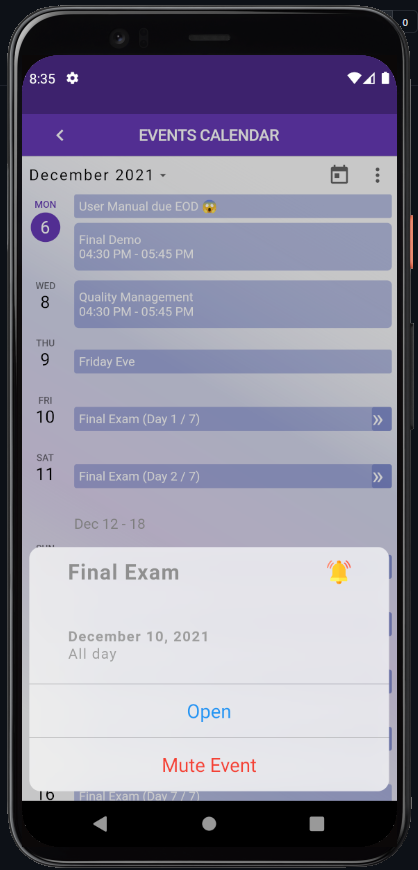 0
8:35
EVENTS CALENDAR
December 2021
MON
6
User Manual due EOD 😱
Final Demo
04:30 PM - 05:45 PM
WED
8
Quality Management
04:30 PM - 05:45 PM
THU
9
Friday Eve
FRI
10
Final Exam (Day 1 / 7)
SAT
11
Final Exam (Day 2 / 7)
Dec 12 - 18
SUN
Final Exam
December 10, 2021
All day
Open
Mute Event
16
Final Exam (Day 7 / 7)